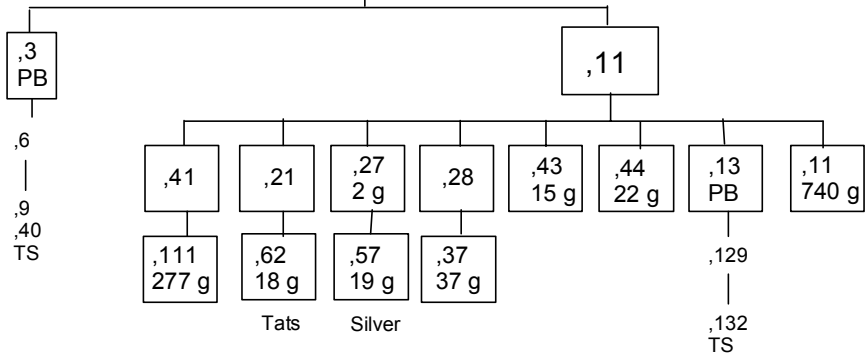 ,3
PB
,11
,6
,9
,40
TS
,41
,21
,27
2 g
,28
,43
15 g
,44
22 g
,13
PB
,11
740 g
,111
277 g
,62
18 g
,57
19 g
,37
37 g
,129
Tats
Silver
,132
TS